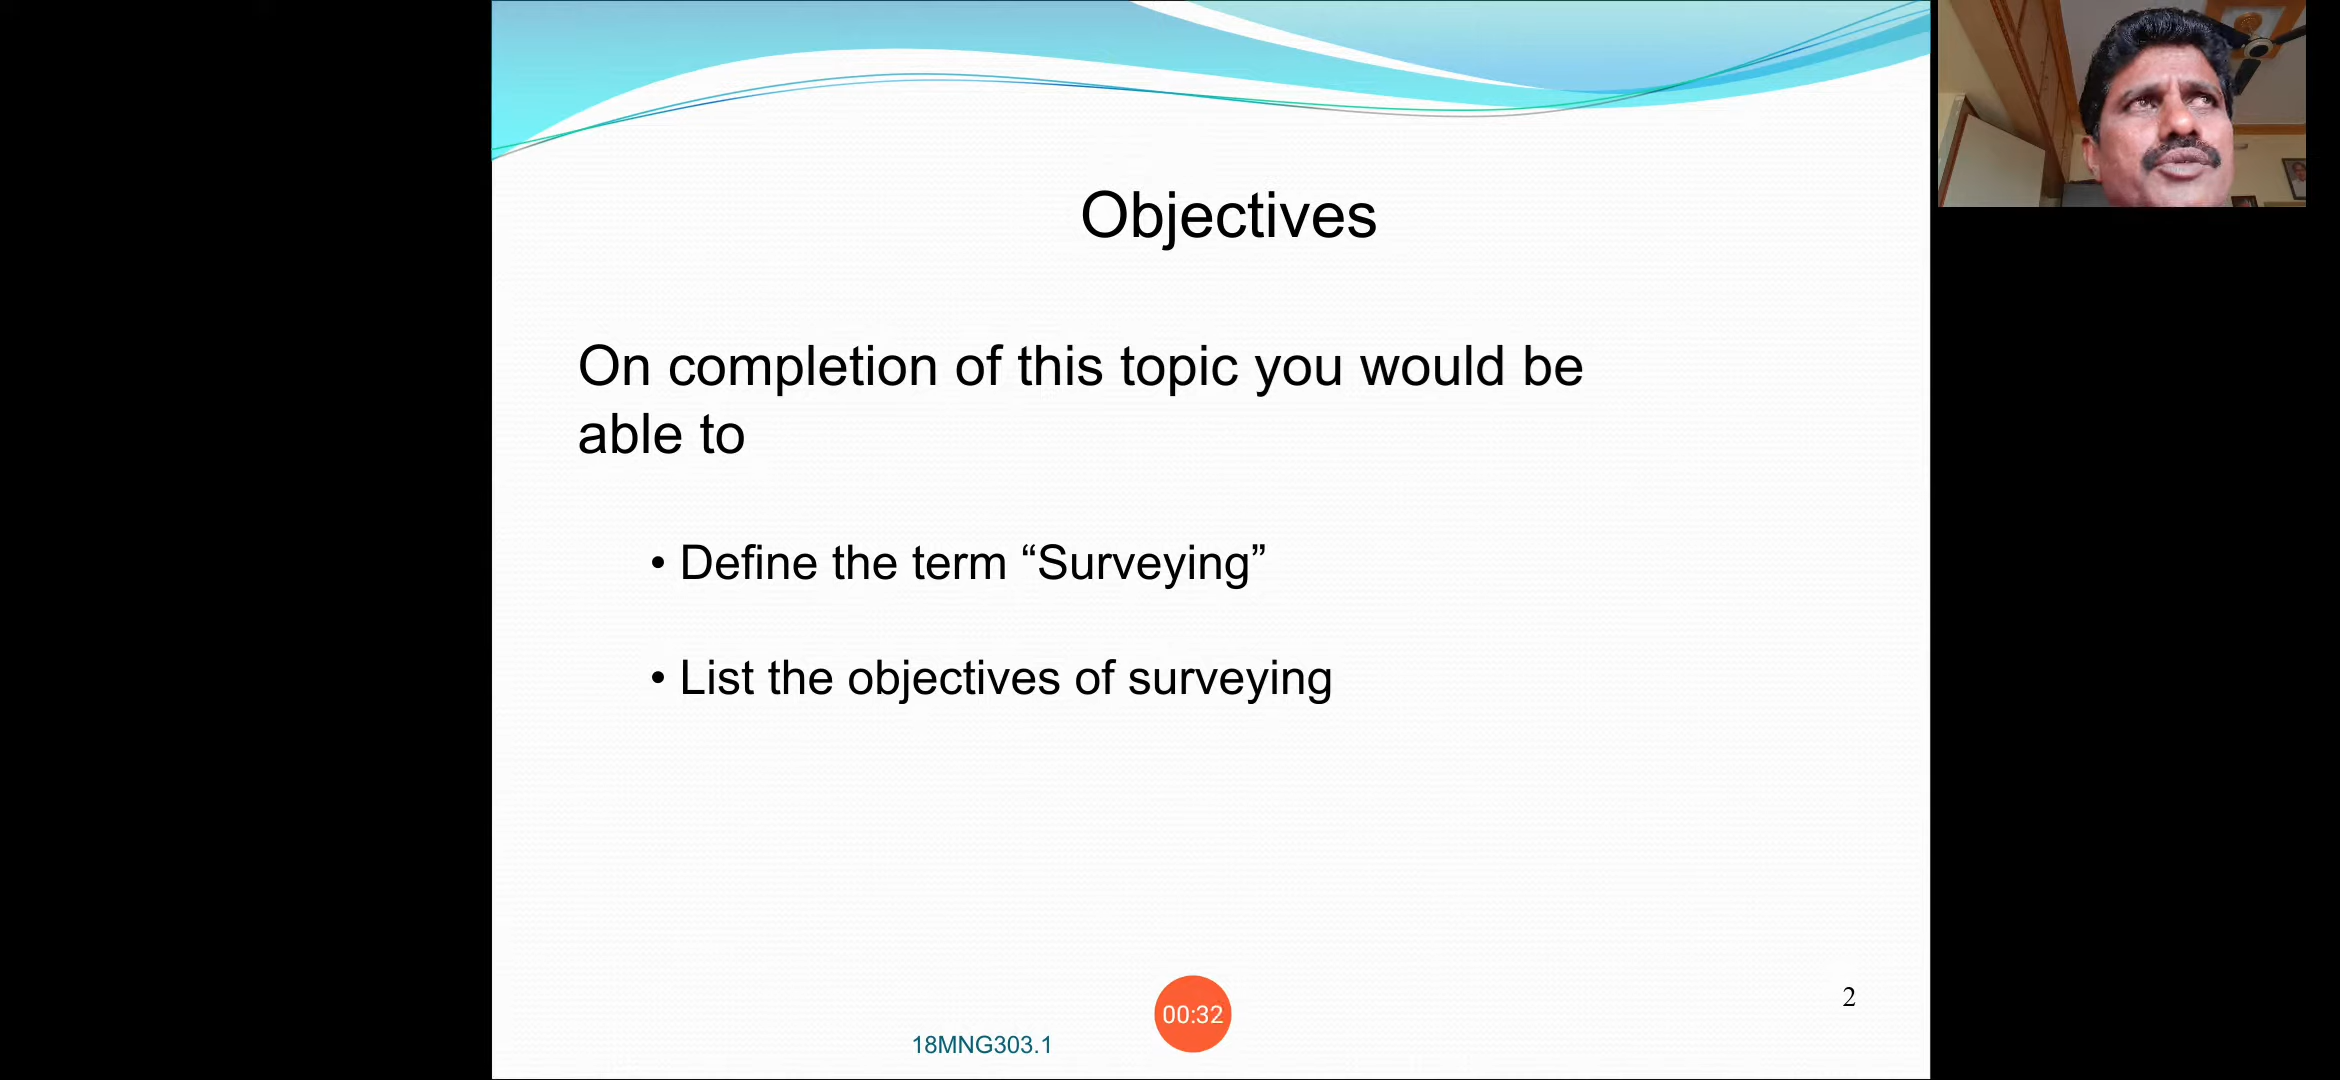 Objectives
On completion of this topic you would be
able to
• Define the term “Surveying”
• List the objectives of surveying
2
00:32
18MNG303.1